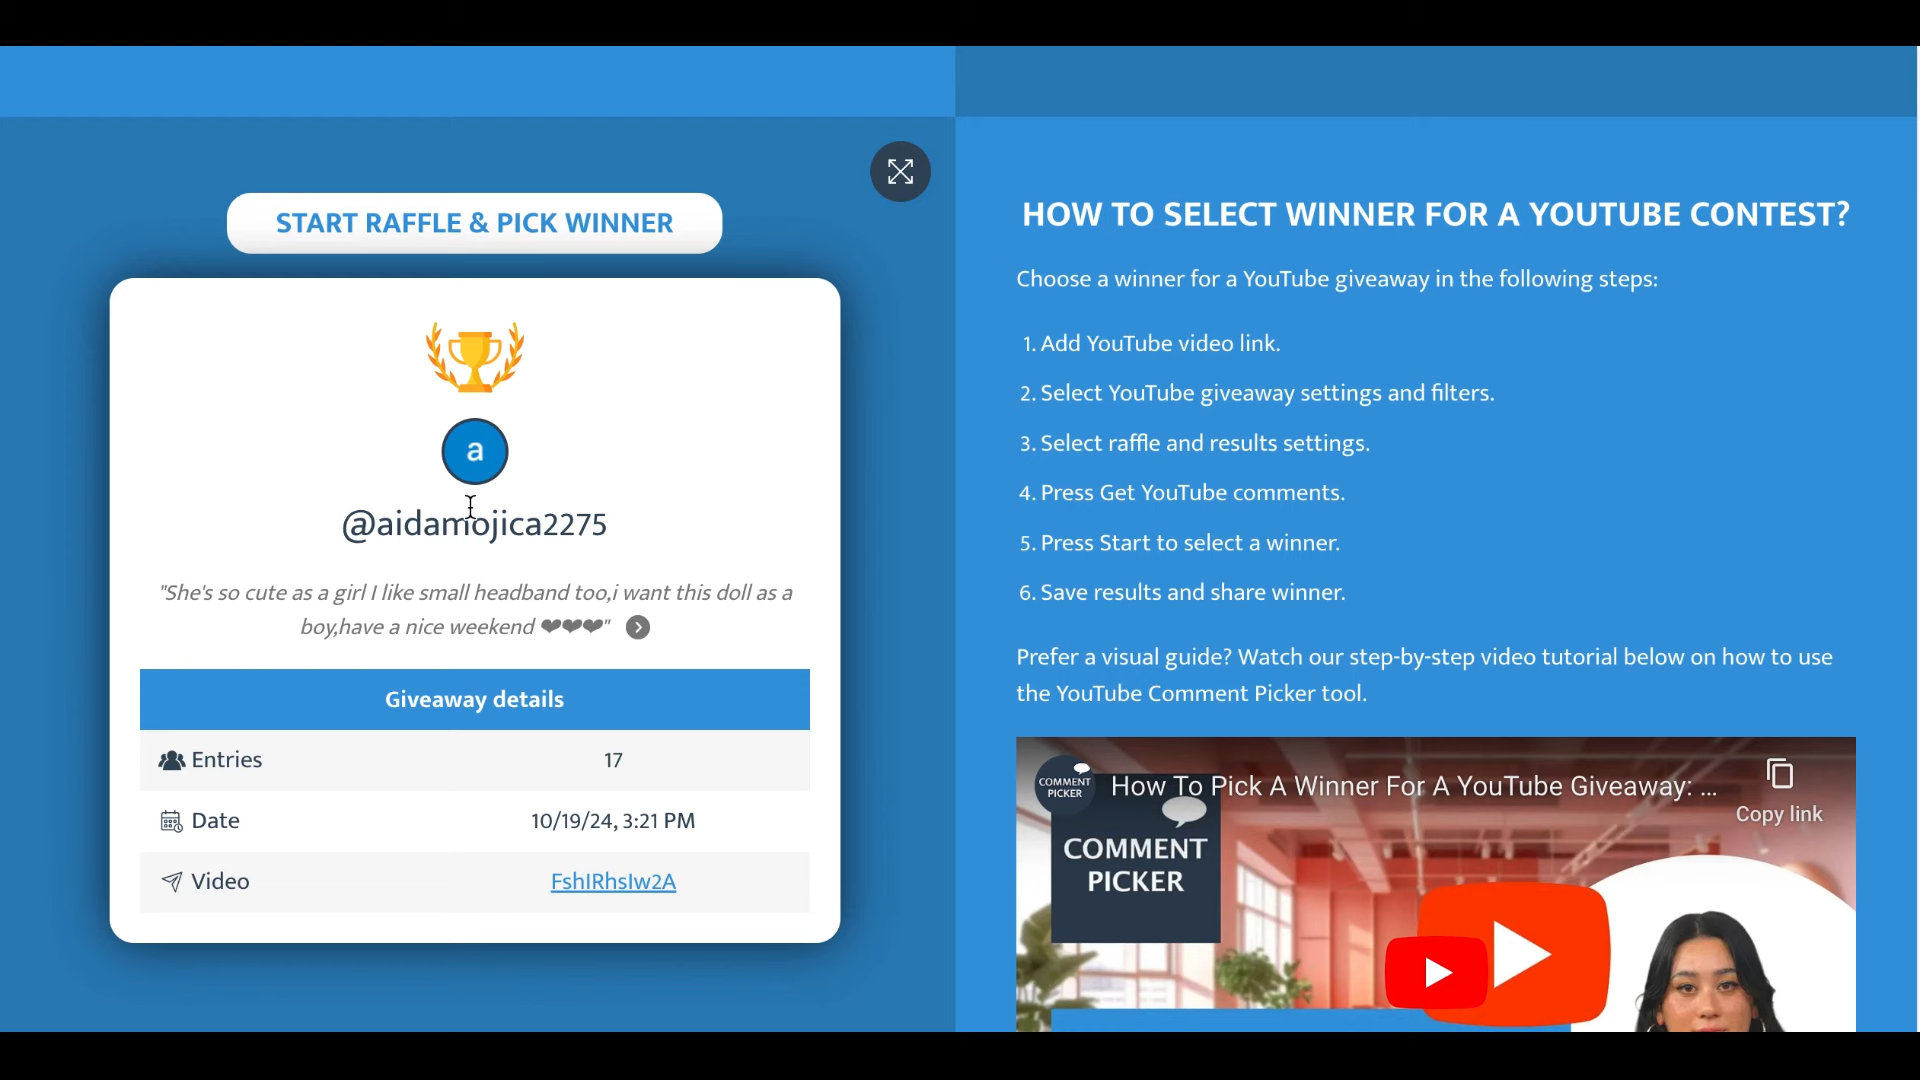 START RAFFLE & PICK WINNER
a
@aidamojica2275
"She's so cute as a girl I like small headband too,i want this doll as a
boy,have a nice weekend ❤❤❤"
Giveaway details
Entries 17
Date 10/19/24, 3:21 PM
Video FshIRhsIw2A
HOW TO SELECT WINNER FOR A YOUTUBE CONTEST?
Choose a winner for a YouTube giveaway in the following steps:
1. Add YouTube video link.
2. Select YouTube giveaway settings and filters.
3. Select raffle and results settings.
4. Press Get YouTube comments.
5. Press Start to select a winner.
6. Save results and share winner.
Prefer a visual guide? Watch our step-by-step video tutorial below on how to use
the YouTube Comment Picker tool.
COMMENT
PICKER
How To Pick A Winner For A YouTube Giveaway: ...
Copy link
COMMENT
PICKER